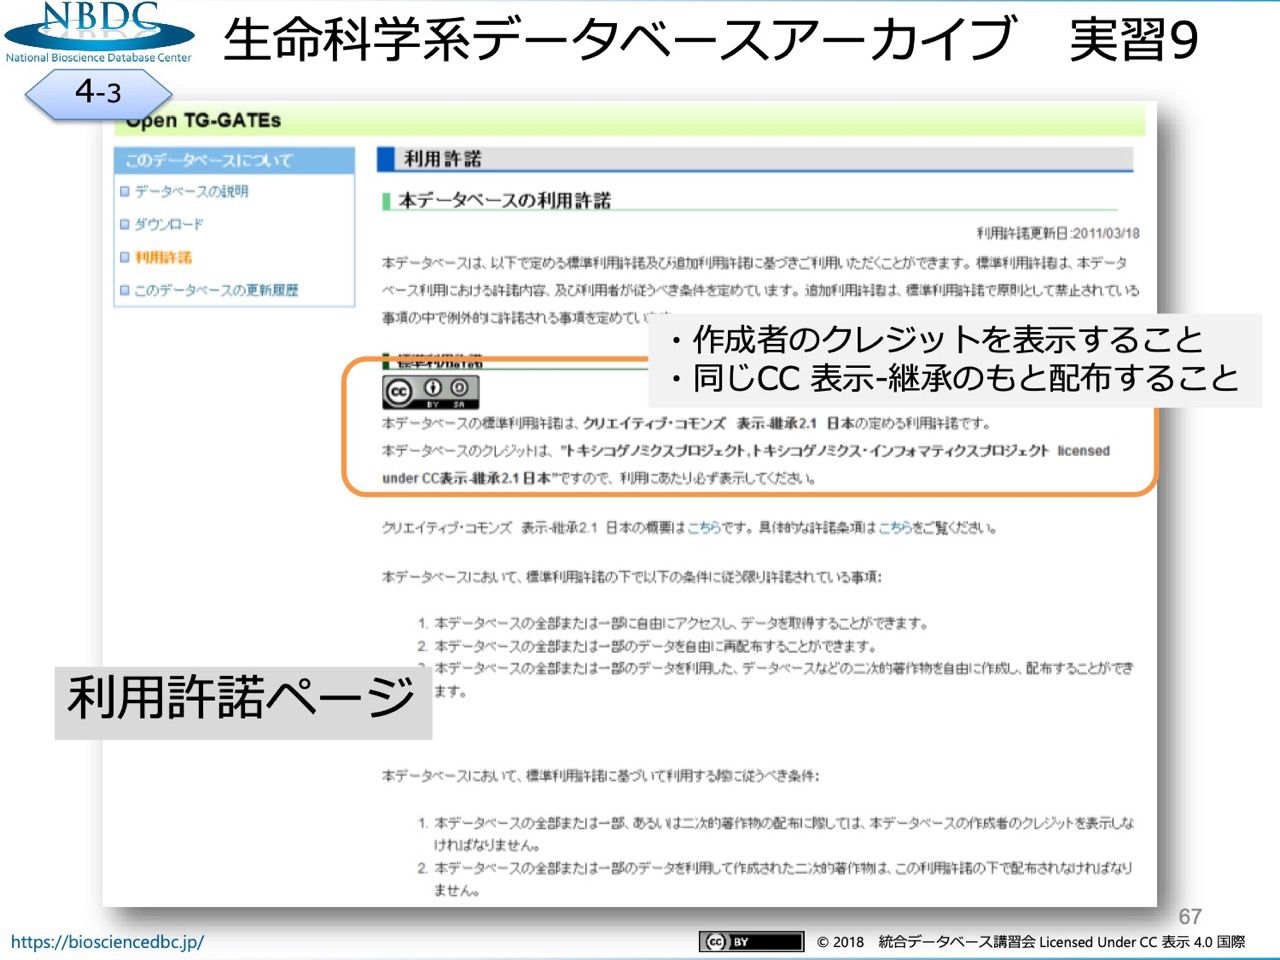 NBDC
National Bioscience Database Center
生命科学系データベースアーカイブ　実習9
4-3
Open TG-GATEs
このデータベースについて
データベースの説明
ダウンロード
利用許諾
このデータベースの更新履歴
利用許諾
本データベースの利用許諾
利用許諾更新日:2011/03/18
本データベースは、以下で定める標準利用許諾及び追加利用許諾に基づきご利用いただくことができます。標準利用許諾は、本データ
ベース利用における許諾内容、及び利用者が従うべき条件を定めています。追加利用許諾は、標準利用許諾で原則として禁止されている
事項の中で例外的に許諾される事項を定めてい
・作成者のクレジットを表示すること
・同じCC 表示-継承のもと配布すること
標準利用許諾
cc BY SA
本データベースの標準利用許諾は、クリエイティブ・コモンズ 表示-継承2.1 日本の定める利用許諾です。
本データベースのクレジットは、"トキシコゲノミクスプロジェクト,トキシコゲノミクス・インフォマティクスプロジェクト licensed
under CC表示-継承2.1日本"ですので、利用にあたり必ず表示してください。
クリエイティブ・コモンズ 表示-継承2.1 日本の概要はこちらです。具体的な許諾条項はこちらをご覧ください。
本データベースにおいて、標準利用許諾の下で以下の条件に従う限り許諾されている事項:
1. 本データベースの全部または一部に自由にアクセスし、データを取得することができます。
2. 本データベースの全部または一部のデータを自由に再配布することができます。
本データベースの全部または一部のデータを利用した、データベースなどの二次的著作物を自由に作成し、配布することができ
ます。
利用許諾ページ
本データベースにおいて、標準利用許諾に基づいて利用する際に従うべき条件:
1. 本データベースの全部または一部、あるいは二次的著作物の配布に際しては、本データベースの作成者のクレジットを表示しな
ければなりません。
2. 本データベースの全部または一部のデータを利用して作成された二次的著作物は、この利用許諾の下で配布されなければなり
ません。
67
https://biosciencedbc.jp/
cc BY
© 2018　統合データベース講習会 Licensed Under CC 表示 4.0 国際